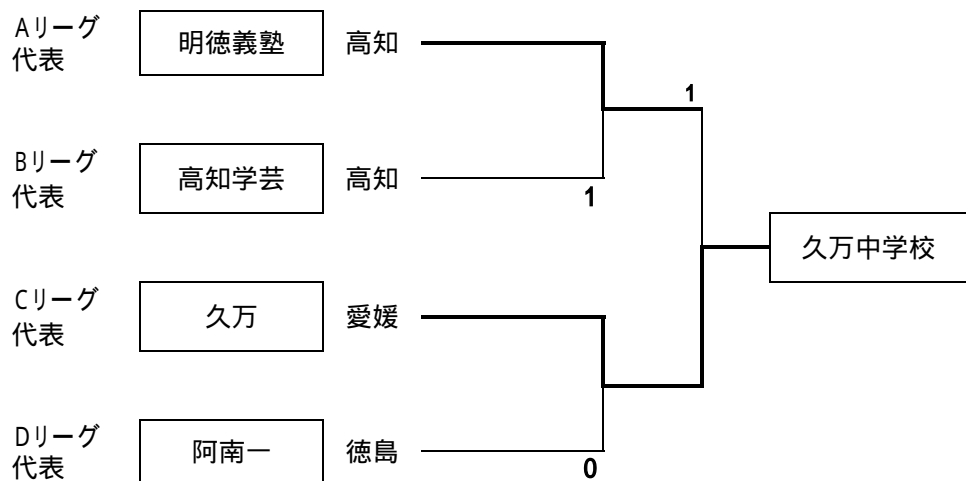 Aリーグ
代表
明徳義塾
高知
1
Bリーグ
代表
高知学芸
高知
1
久万中学校
Cリーグ
代表
久万
愛媛
Dリーグ
代表
阿南一
徳島
0